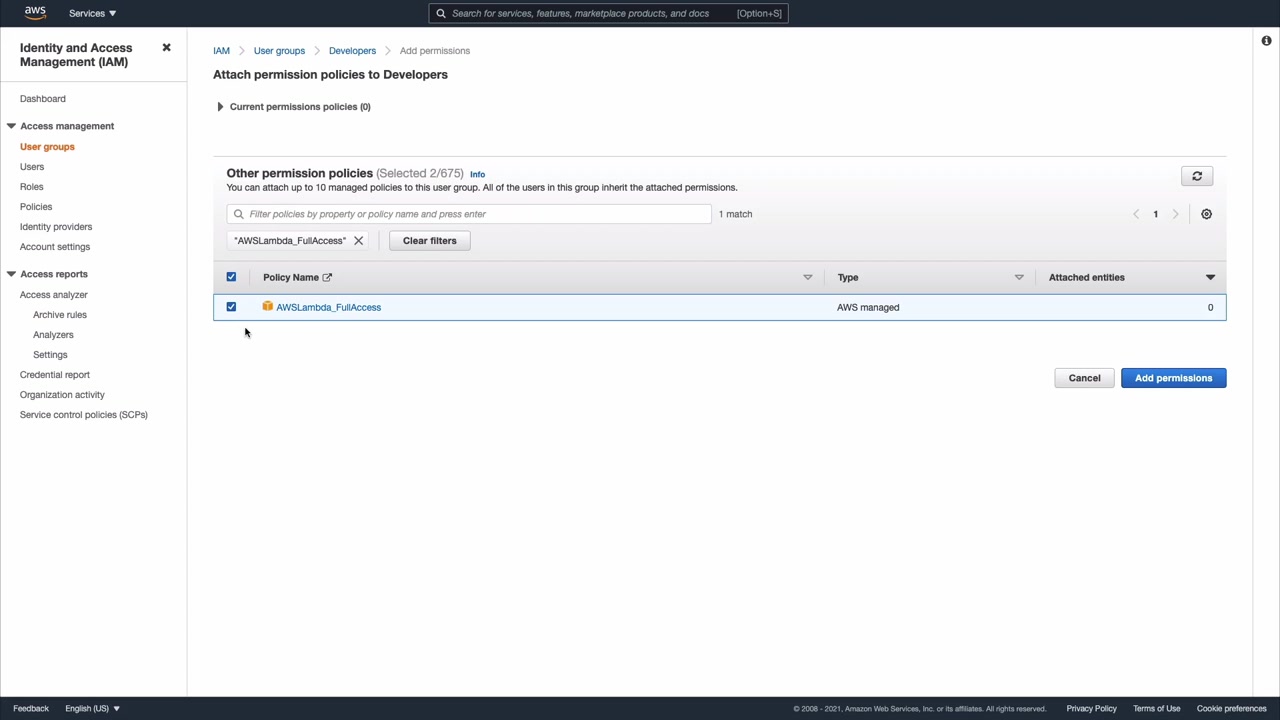 aws
Services
Search for services, features, marketplace products, and docs [Option+S]
Identity and Access
Management (IAM)
Dashboard
Access management
User groups
Users
Roles
Policies
Identity providers
Account settings
Access reports
Access analyzer
Archive rules
Analyzers
Settings
Credential report
Organization activity
Service control policies (SCPs)
IAM > User groups > Developers > Add permissions
Attach permission policies to Developers
Current permissions policies (0)
Other permission policies (Selected 2/675) Info
You can attach up to 10 managed policies to this user group. All of the users in this group inherit the attached permissions.
Filter policies by property or policy name and press enter 1 match < 1 >
"AWSLambda_FullAccess" Clear filters
Policy Name Type Attached entities
AWSLambda_FullAccess AWS managed 0
Cancel Add permissions
Feedback English (US) © 2008 - 2021, Amazon Web Services, Inc. or its affiliates. All rights reserved. Privacy Policy Terms of Use Cookie preferences